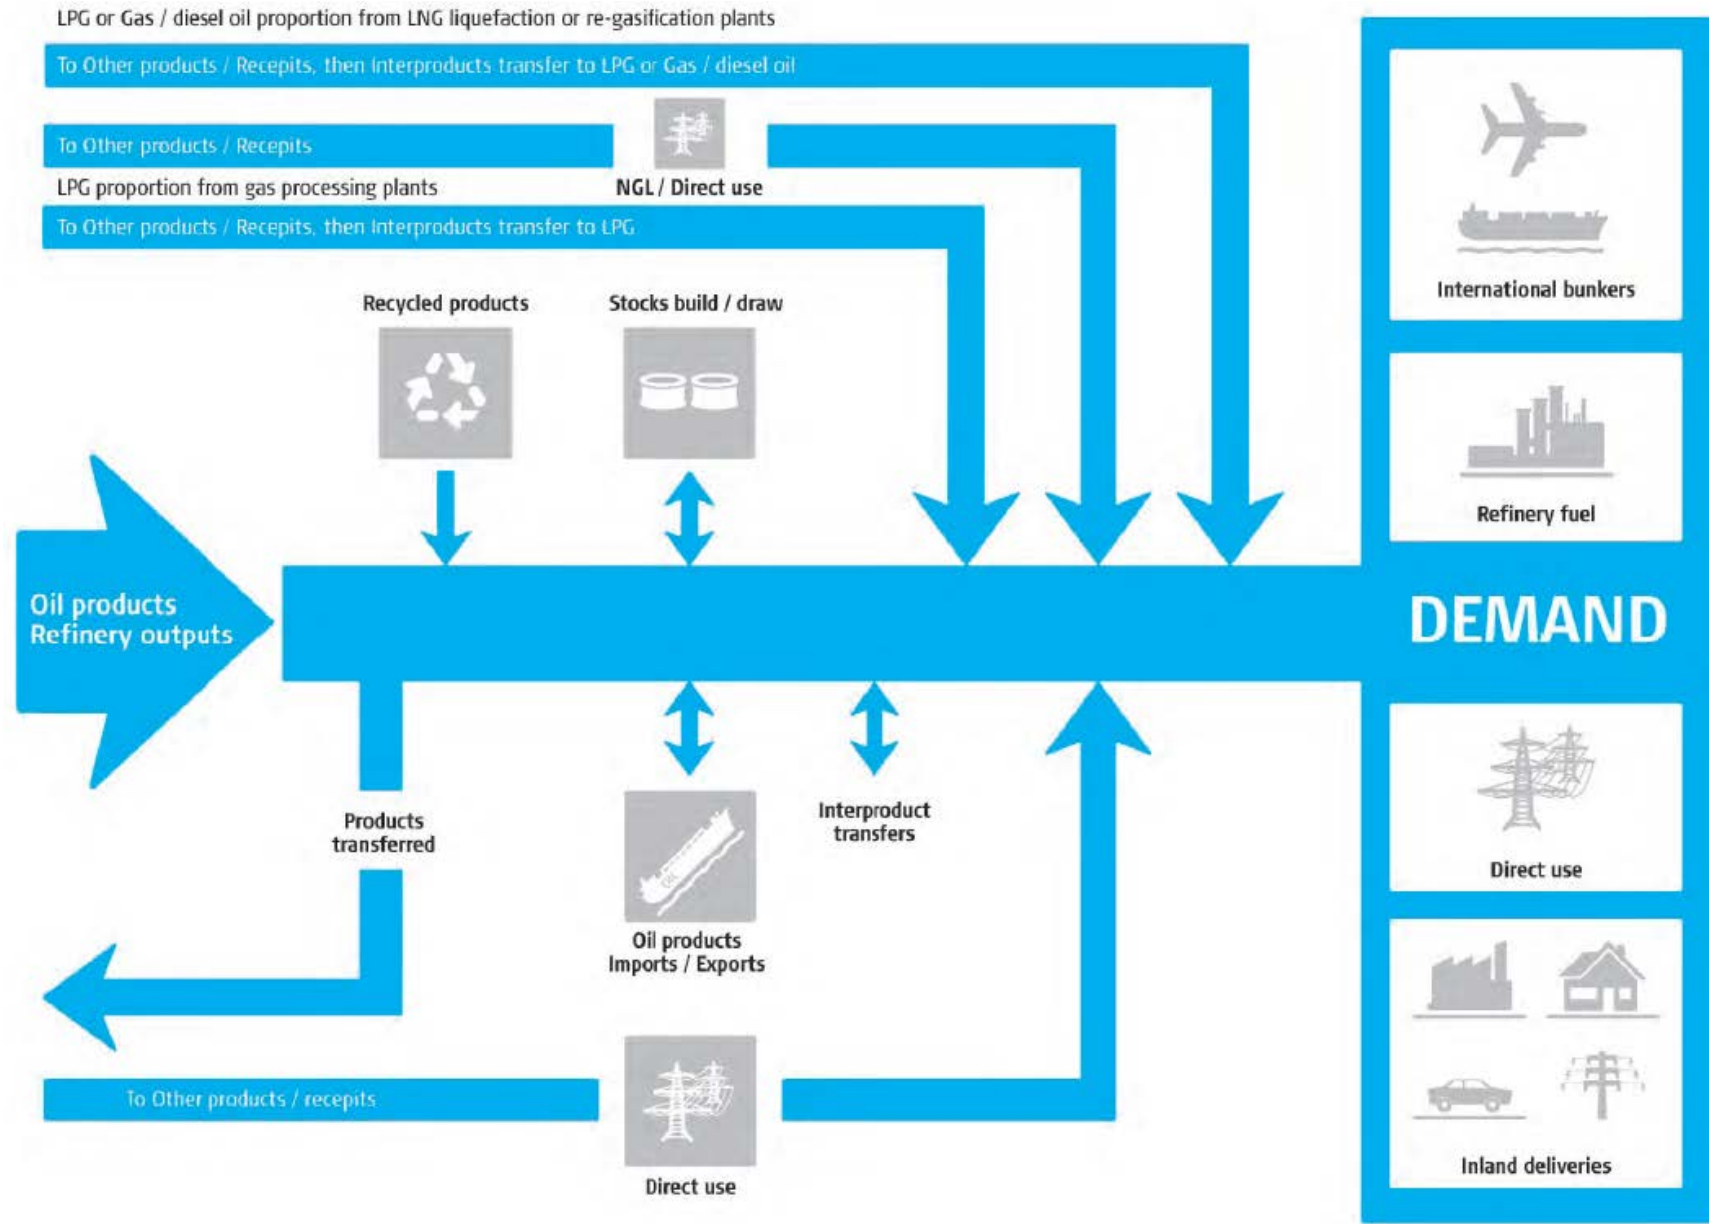 LPG or Gas / diesel oil proportion from LNG liquefaction or re-gasification plants
To Other products / Recepits, then Interproducts transfer to LPG or Gas / diesel oil
To Other products / Recepits
LPG proportion from gas processing plants
NGL / Direct use
To Other products / Recepits, then Interproducts transfer to LPG
Recycled products
Stocks build / draw
Oil products
Refinery outputs
Products
transferred
Oil products
Imports / Exports
Interproduct
transfers
To Other products / recepits
Direct use
International bunkers
Refinery fuel
DEMAND
Direct use
Inland deliveries